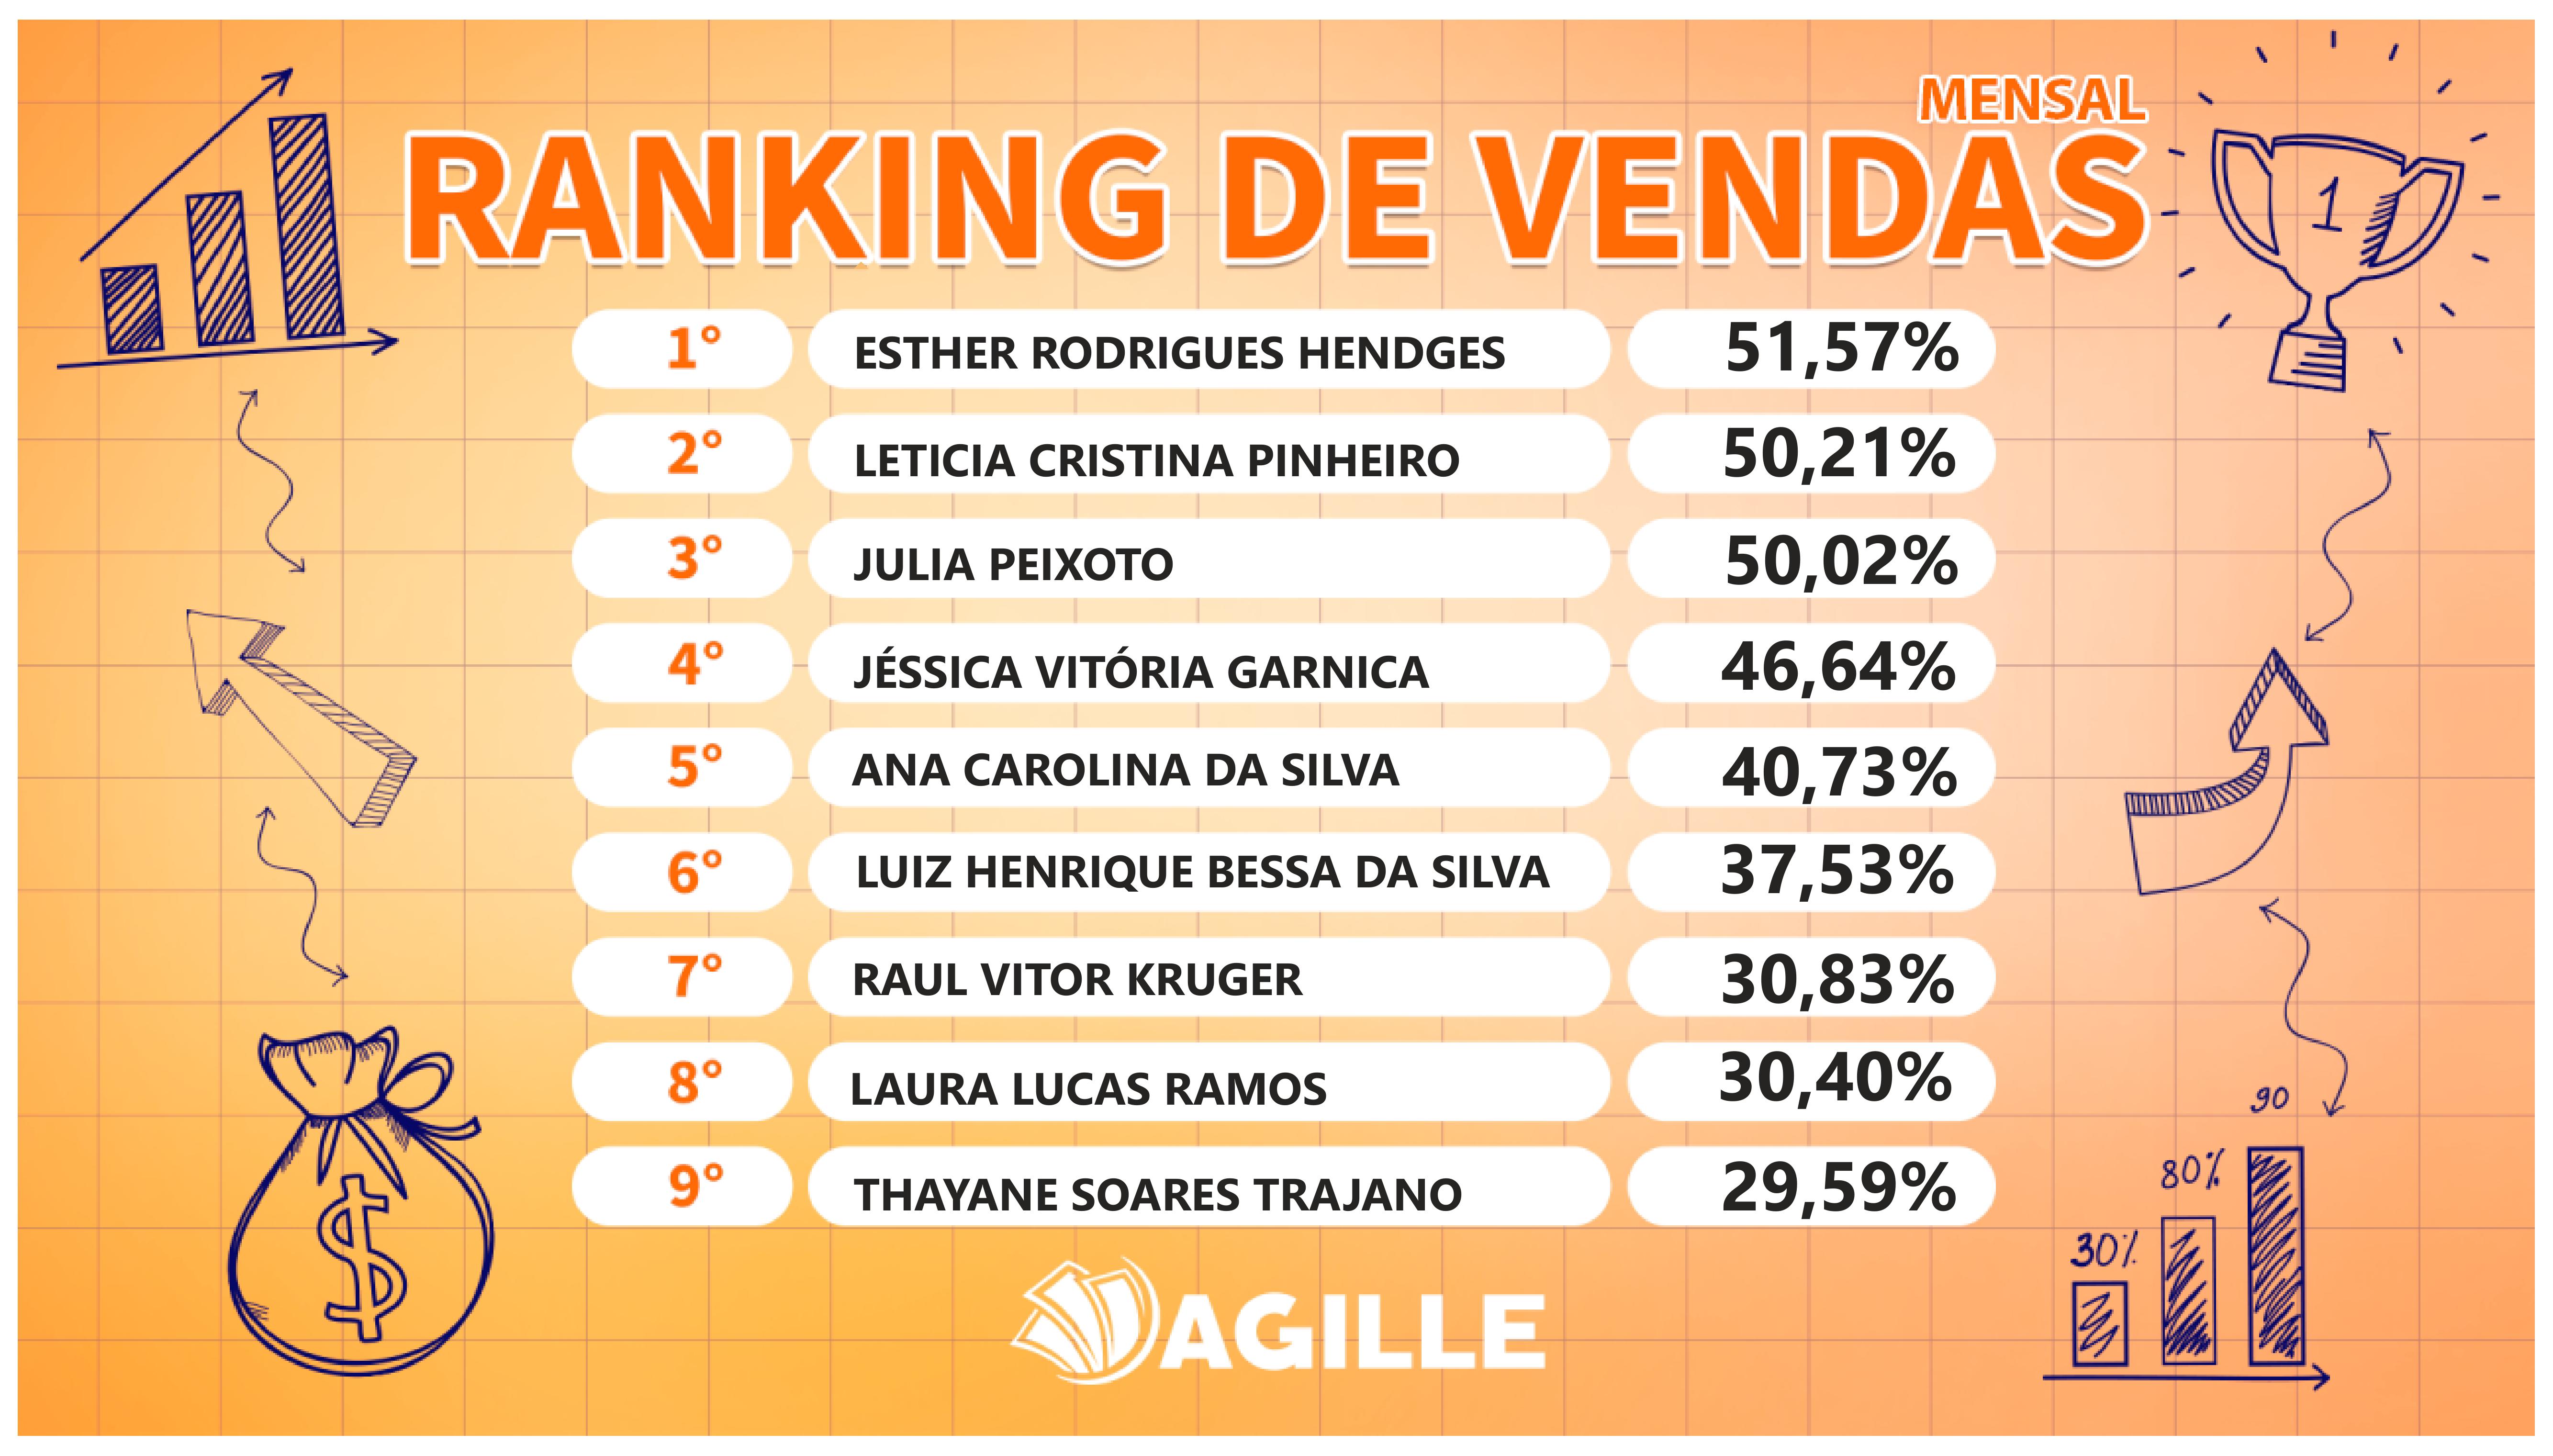 MENSAL
RANKING DE VENDAS
1
1° ESTHER RODRIGUES HENDGES 51,57%
2° LETICIA CRISTINA PINHEIRO 50,21%
3° JULIA PEIXOTO 50,02%
4° JÉSSICA VITÓRIA GARNICA 46,64%
5° ANA CAROLINA DA SILVA 40,73%
6° LUIZ HENRIQUE BESSA DA SILVA 37,53%
7° RAUL VITOR KRUGER 30,83%
8° LAURA LUCAS RAMOS 30,40%
9° THAYANE SOARES TRAJANO 29,59%
90
80%
30%
$
AGILLE